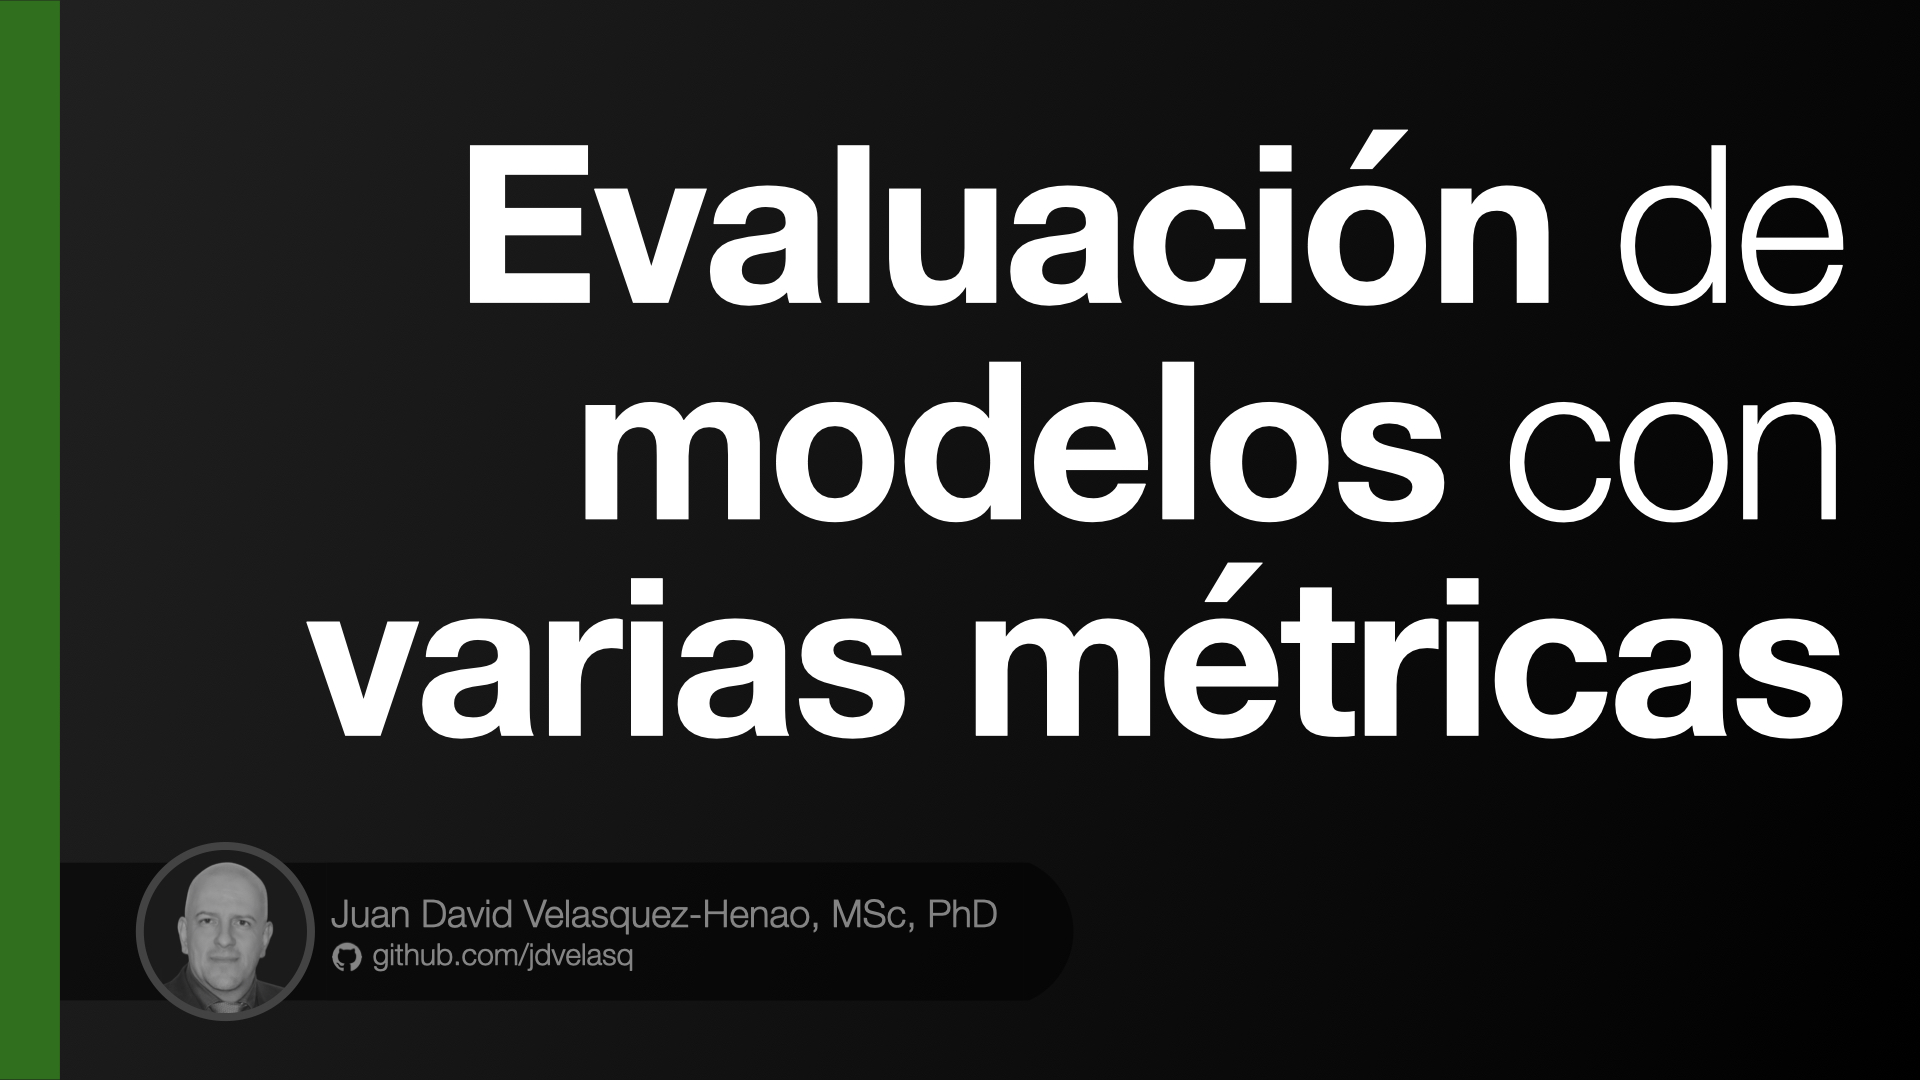 Evaluación de
modelos con
varias métricas
Juan David Velasquez-Henao, MSc, PhD
github.com/jdvelasq